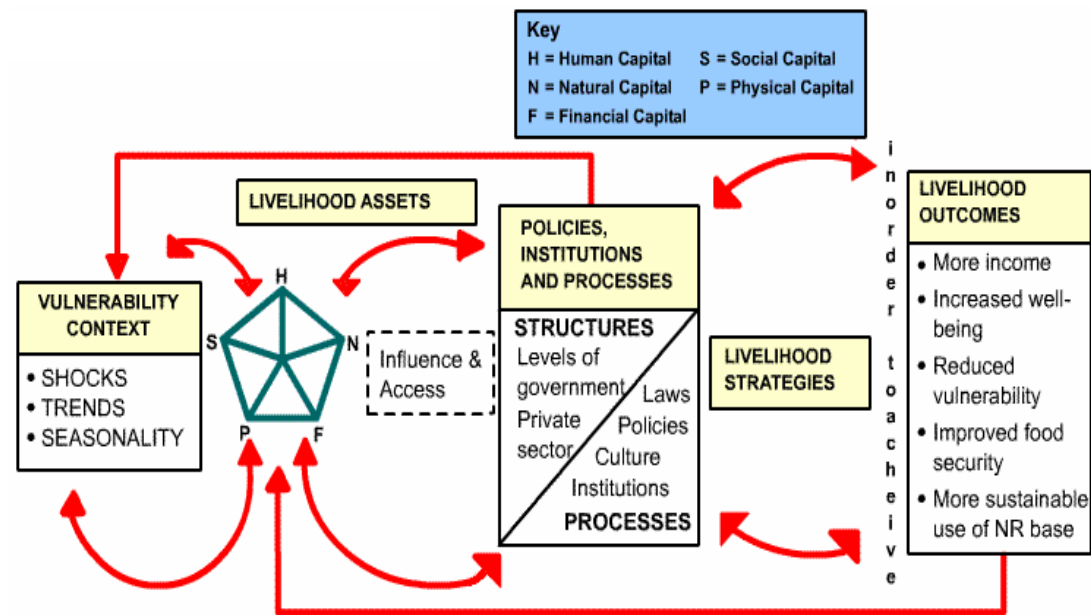 Key
H = Human Capital
S = Social Capital
N = Natural Capital
P = Physical Capital
F = Financial Capital
LIVELIHOOD ASSETS
VULNERABILITY
CONTEXT
• SHOCKS
• TRENDS
• SEASONALITY
H
S
N
P
F
Influence &
Access
POLICIES,
INSTITUTIONS
AND PROCESSES
STRUCTURES
Levels of
government
Private
sector
Laws
Policies
Culture
Institutions
PROCESSES
LIVELIHOOD
STRATEGIES
inorder toacheive
LIVELIHOOD
OUTCOMES
• More income
• Increased well-
being
• Reduced
vulnerability
• Improved food
security
• More sustainable
use of NR base